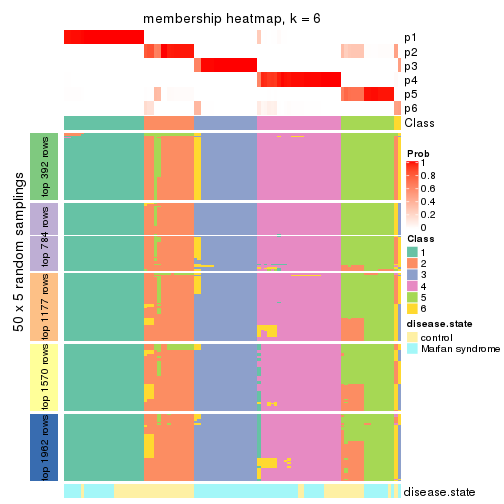 membership heatmap, k = 6
p1
p2
p3
p4
p5
p6
Class
50 x 5 random samplings
top 392 rows
top 784 rows
top 1177 rows
top 1570 rows
top 1962 rows
Prob
1
0.8
0.6
0.4
0.2
0
Class
1
2
3
4
5
6
disease.state
control
Marfan syndrome
disease.state